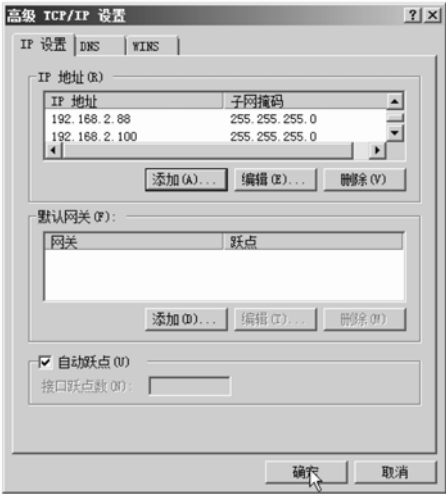 高级 TCP/IP 设置
IP 设置 DNS WINS
IP 地址(R)
IP 地址 子网掩码
192.168.2.88 255.255.255.0
192.168.2.100 255.255.255.0
添加(A)... 编辑(E)... 删除(V)
默认网关(F):
网关 跃点
添加(D)... 编辑(T)... 删除(M)
自动跃点(U)
接口跃点数(N):
确定 取消